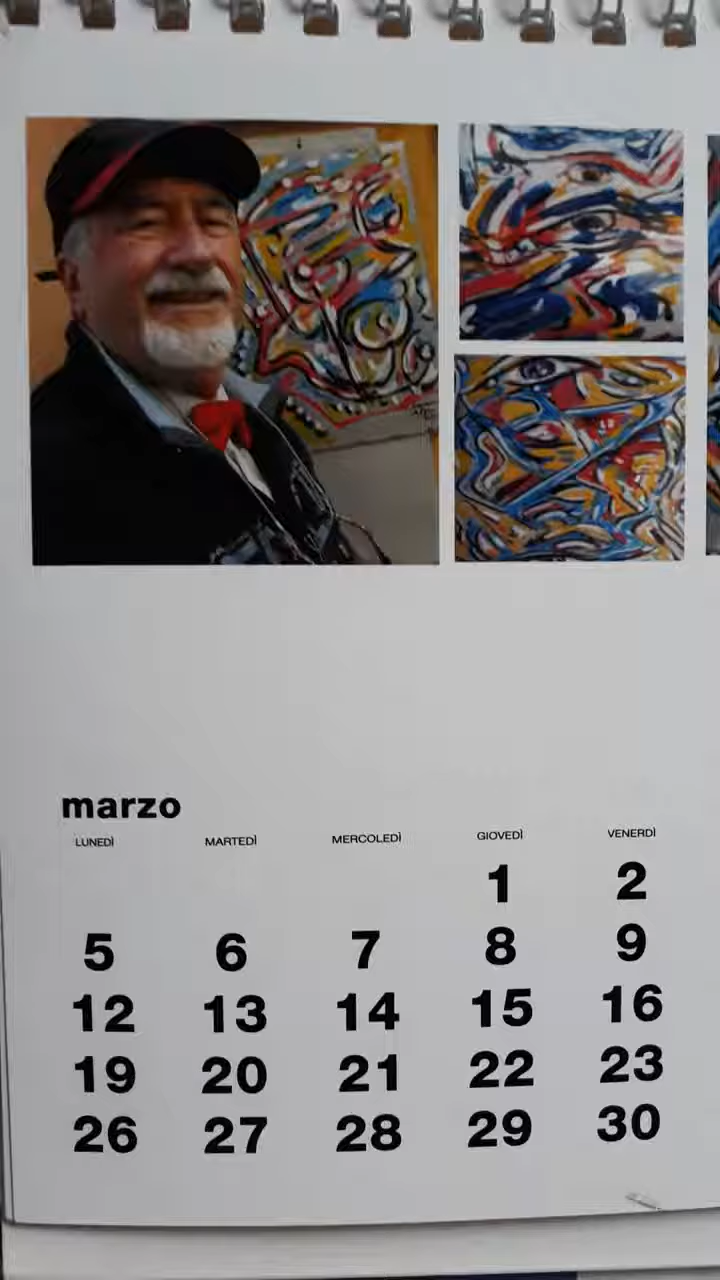 marzo
LUNEDÌ MARTEDÌ MERCOLEDÌ GIOVEDÌ VENERDÌ
1 2
5 6 7 8 9
12 13 14 15 16
19 20 21 22 23
26 27 28 29 30